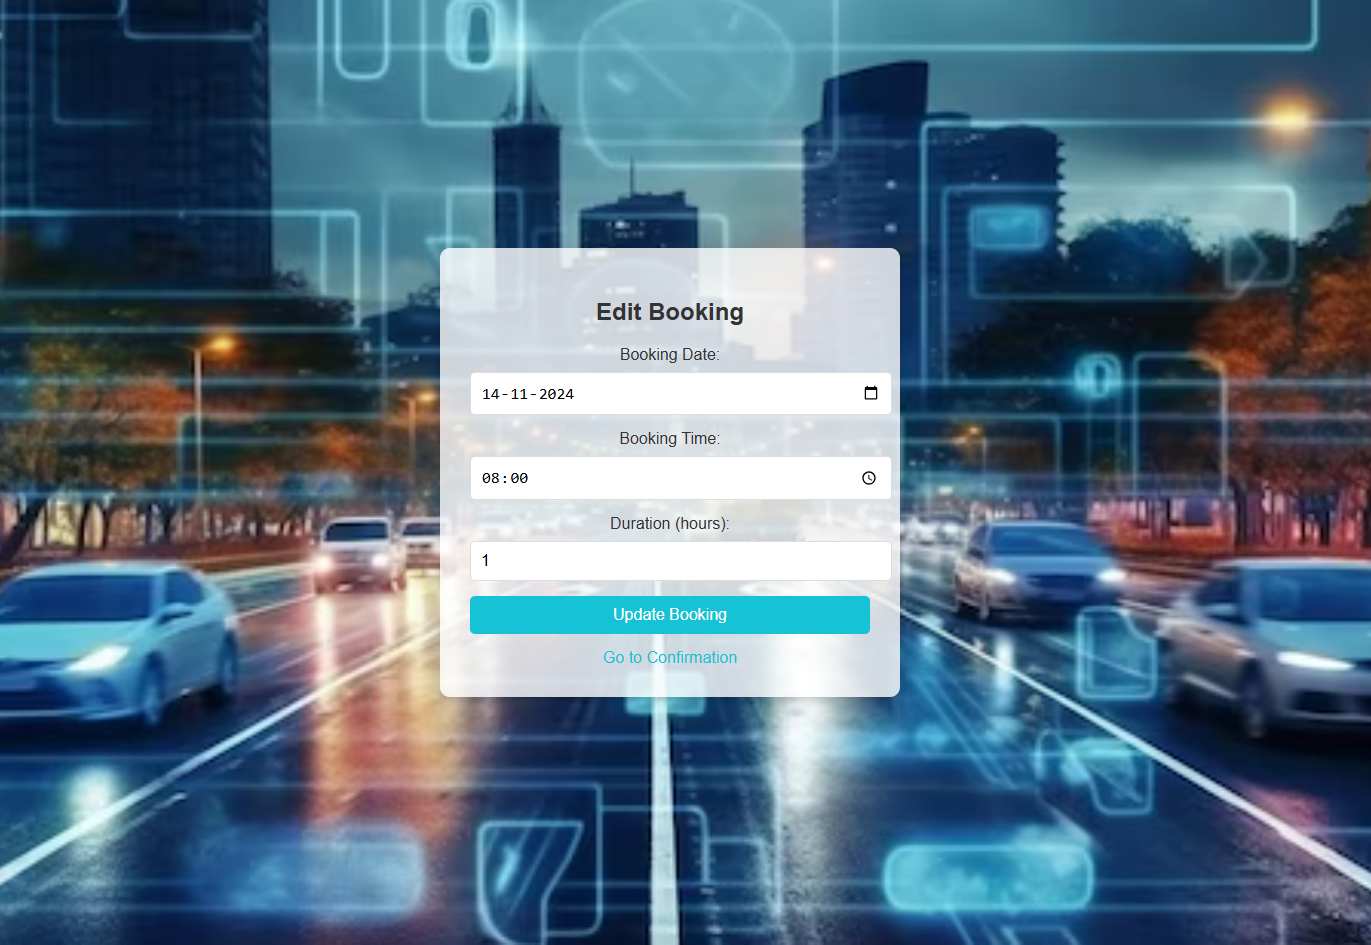 Edit Booking
Booking Date:
14-11-2024
Booking Time:
08:00
Duration (hours):
1
Update Booking
Go to Confirmation